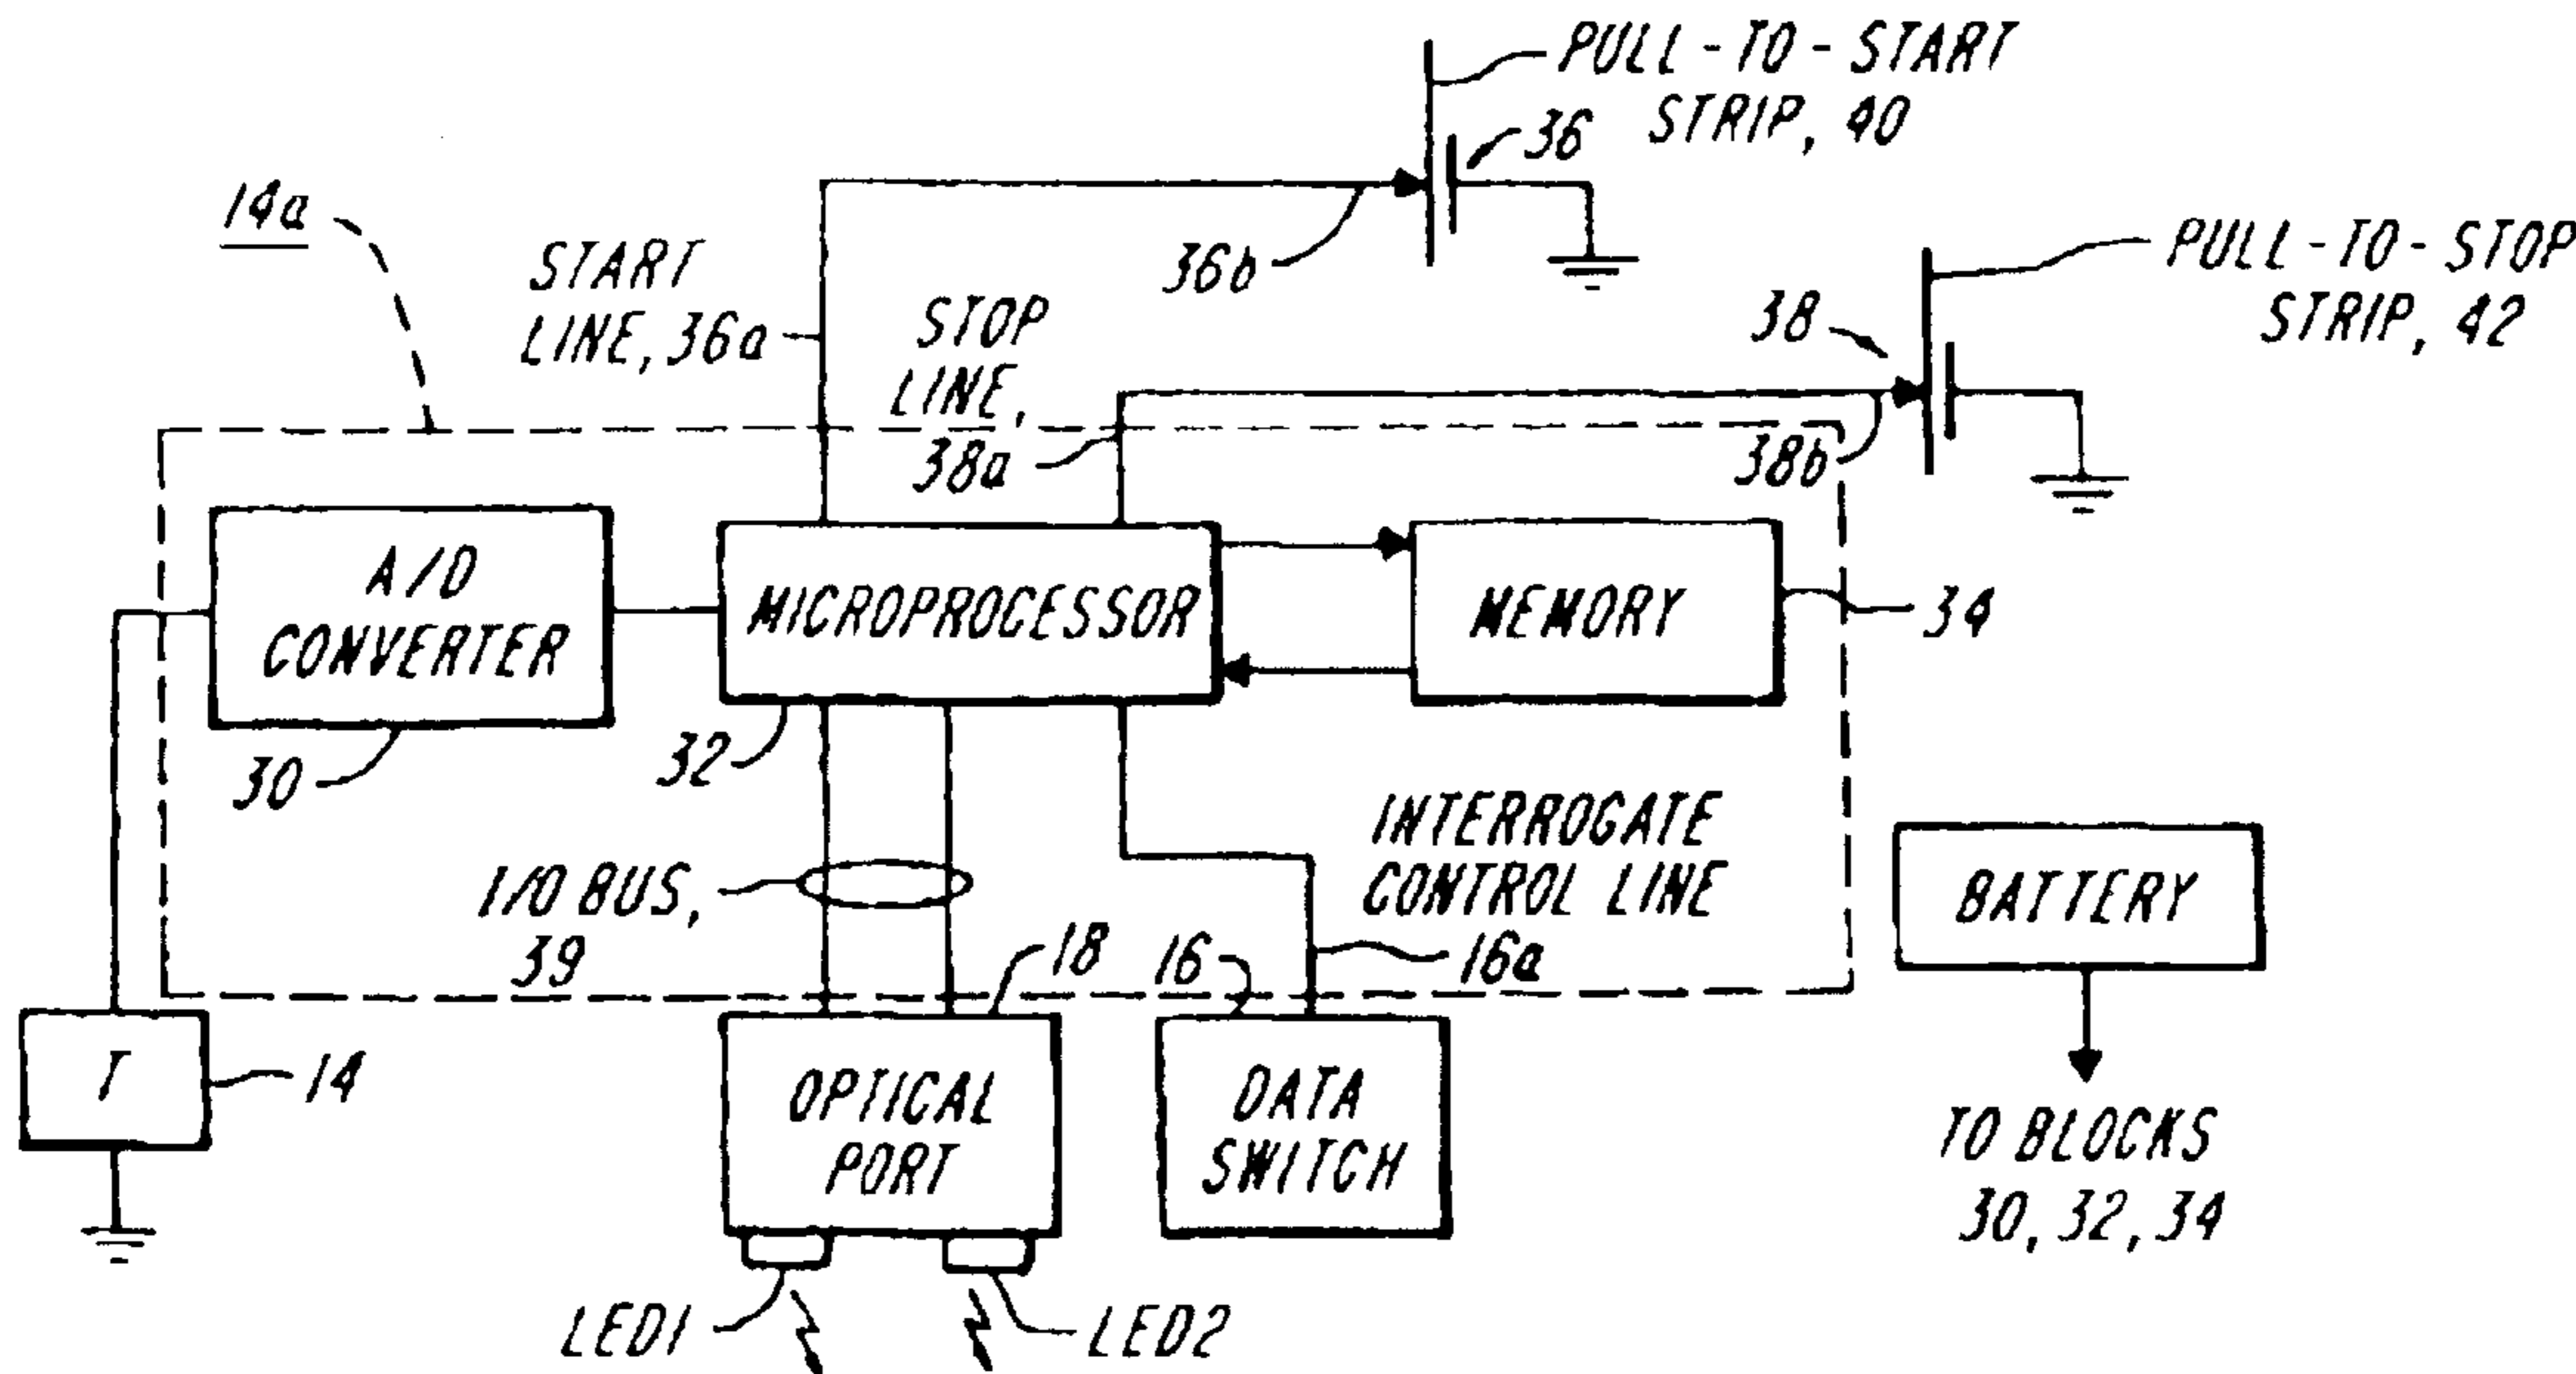 PULL-TO-START
STRIP, 40
36
14a
START
LINE, 36a
36b
STOP
LINE,
38a
PULL-TO-STOP
STRIP, 42
38
38b
A/D
CONVERTER
30
MICROPROCESSOR
32
MEMORY
34
I/O BUS,
39
INTERROGATE
CONTROL LINE
16a
BATTERY
TO BLOCKS
30, 32, 34
T
14
18
OPTICAL
PORT
16
DATA
SWITCH
LED1
LED2